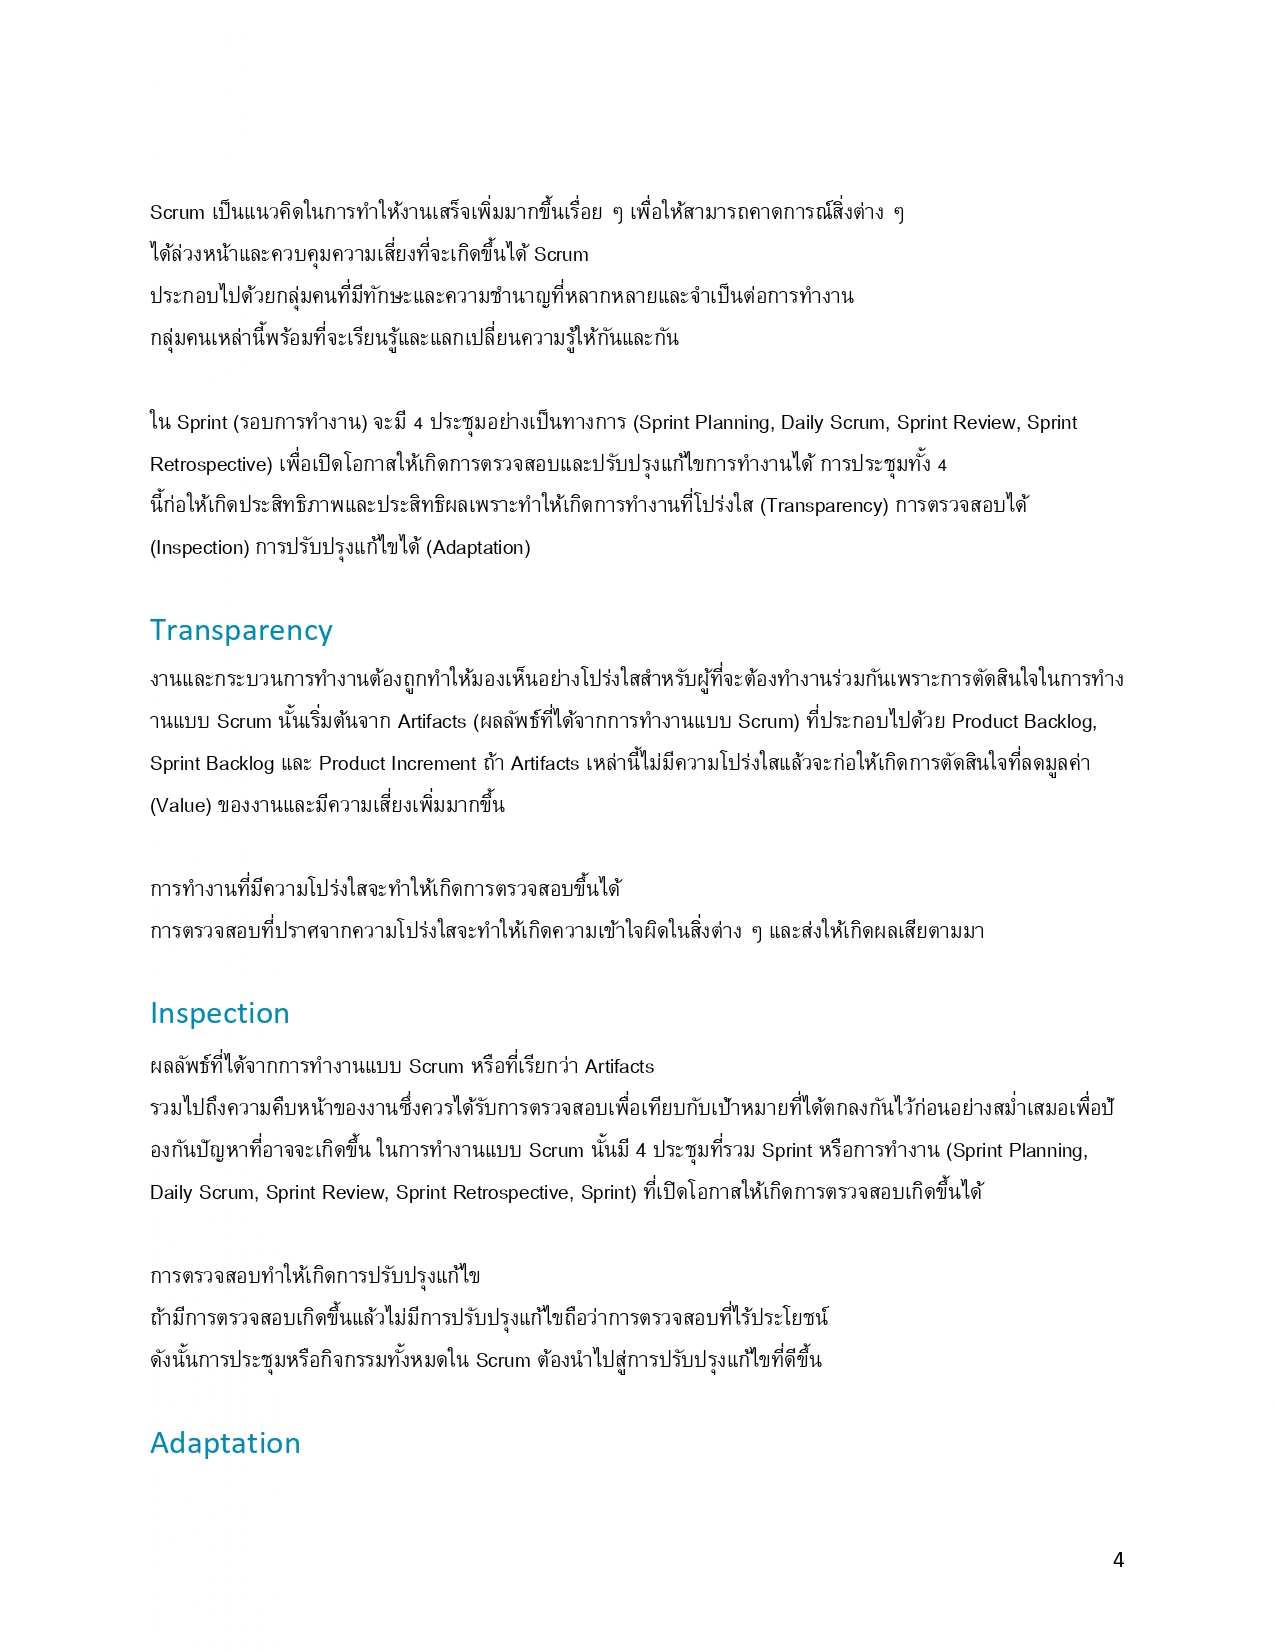 Scrum เป็นแนวคิดในการทำให้งานเสร็จเพิ่มมากขึ้นเรื่อย ๆ เพื่อให้สามารถคาดการณ์สิ่งต่าง ๆ
ได้ล่วงหน้าและควบคุมความเสี่ยงที่จะเกิดขึ้นได้ Scrum
ประกอบไปด้วยกลุ่มคนที่มีทักษะและความชำนาญที่หลากหลายและจำเป็นต่อการทำงาน
กลุ่มคนเหล่านี้พร้อมที่จะเรียนรู้และแลกเปลี่ยนความรู้ให้กันและกัน
ใน Sprint (รอบการทำงาน) จะมี 4 ประชุมอย่างเป็นทางการ (Sprint Planning, Daily Scrum, Sprint Review, Sprint
Retrospective) เพื่อเปิดโอกาสให้เกิดการตรวจสอบและปรับปรุงแก้ไขการทำงานได้ การประชุมทั้ง 4
นี้ก่อให้เกิดประสิทธิภาพและประสิทธิผลเพราะทำให้เกิดการทำงานที่โปร่งใส (Transparency) การตรวจสอบได้
(Inspection) การปรับปรุงแก้ไขได้ (Adaptation)
Transparency
งานและกระบวนการทำงานต้องถูกทำให้มองเห็นอย่างโปร่งใสสำหรับผู้ที่จะต้องทำงานร่วมกันเพราะการตัดสินใจในการทำง
านแบบ Scrum นั้นเริ่มต้นจาก Artifacts (ผลลัพธ์ที่ได้จากการทำงานแบบ Scrum) ที่ประกอบไปด้วย Product Backlog,
Sprint Backlog และ Product Increment ถ้า Artifacts เหล่านี้ไม่มีความโปร่งใสแล้วจะก่อให้เกิดการตัดสินใจที่ลดมูลค่า
(Value) ของงานและมีความเสี่ยงเพิ่มมากขึ้น
การทำงานที่มีความโปร่งใสจะทำให้เกิดการตรวจสอบขึ้นได้
การตรวจสอบที่ปราศจากความโปร่งใสจะทำให้เกิดความเข้าใจผิดในสิ่งต่าง ๆ และส่งให้เกิดผลเสียตามมา
Inspection
ผลลัพธ์ที่ได้จากการทำงานแบบ Scrum หรือที่เรียกว่า Artifacts
รวมไปถึงความคืบหน้าของงานซึ่งควรได้รับการตรวจสอบเพื่อเทียบกับเป้าหมายที่ได้ตกลงกันไว้ก่อนอย่างสม่ำเสมอเพื่อป้
องกันปัญหาที่อาจจะเกิดขึ้น ในการทำงานแบบ Scrum นั้นมี 4 ประชุมที่รวม Sprint หรือการทำงาน (Sprint Planning,
Daily Scrum, Sprint Review, Sprint Retrospective, Sprint) ที่เปิดโอกาสให้เกิดการตรวจสอบเกิดขึ้นได้
การตรวจสอบทำให้เกิดการปรับปรุงแก้ไข
ถ้ามีการตรวจสอบเกิดขึ้นแล้วไม่มีการปรับปรุงแก้ไขถือว่าการตรวจสอบที่ไร้ประโยชน์
ดังนั้นการประชุมหรือกิจกรรมทั้งหมดใน Scrum ต้องนำไปสู่การปรับปรุงแก้ไขที่ดีขึ้น
Adaptation
4